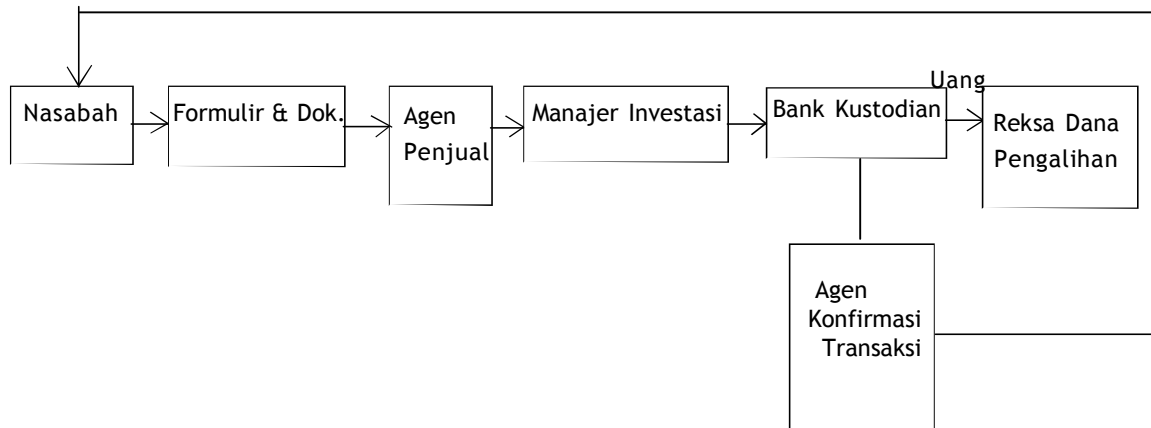 Uang
Nasabah
Formulir & Dok.
Agen
Penjual
Manajer Investasi
Bank Kustodian
Reksa Dana
Pengalihan
Agen
Konfirmasi
Transaksi